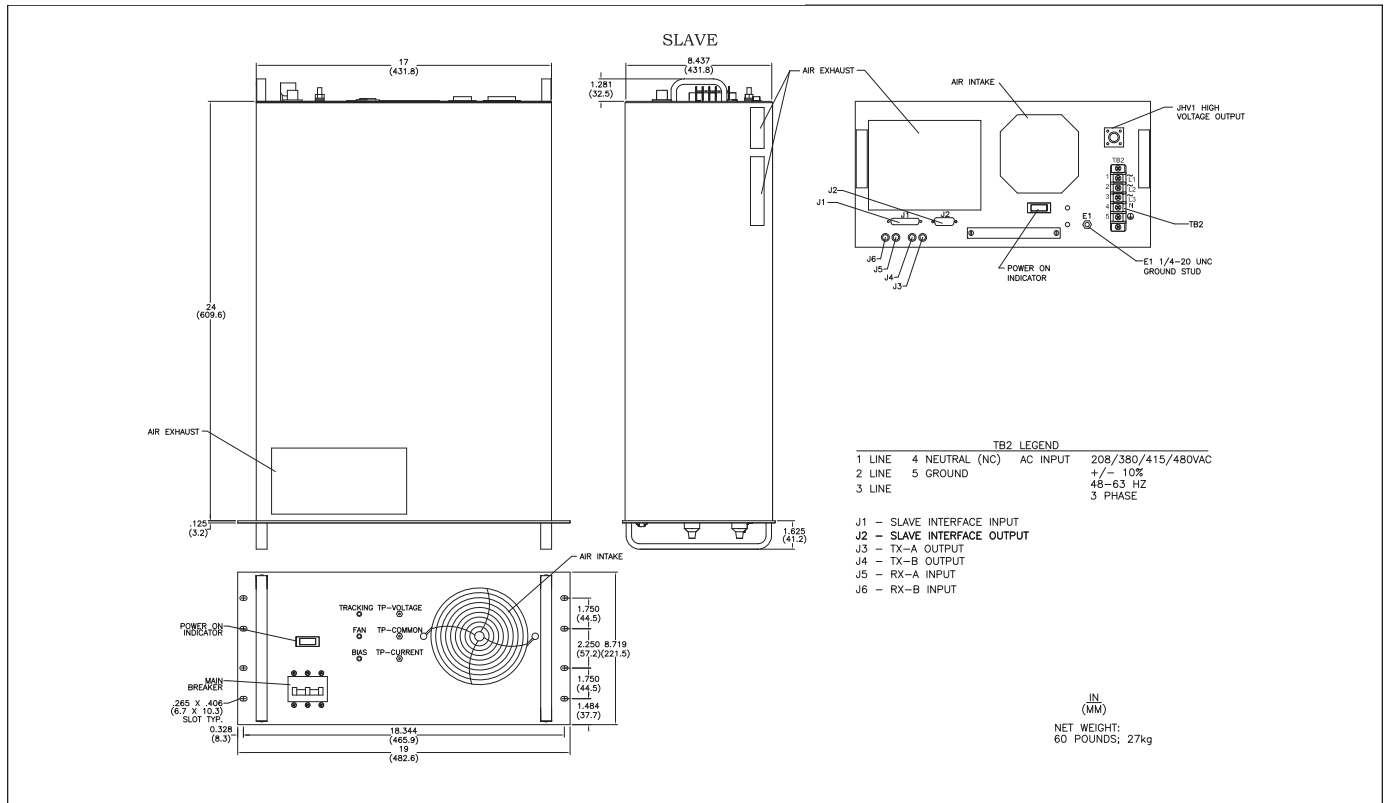 SLAVE
17
(431.8)
8.437
(431.8)
1.281
(32.5)
AIR EXHAUST
AIR INTAKE
JHV1 HIGH
VOLTAGE OUTPUT
TB2
1
L1
2
L2
3
L3
4
N
5
J2
J1
J1
J2
E1
TB2
J6
J5
J4
J3
POWER ON
INDICATOR
E1 1/4-20 UNC
GROUND STUD
24
(609.6)
AIR EXHAUST
.125
(3.2)
1.625
(41.2)
TB2 LEGEND
1 LINE 4 NEUTRAL (NC) AC INPUT 208/380/415/480VAC
2 LINE 5 GROUND +/- 10%
3 LINE 48-63 HZ
3 PHASE
J1 - SLAVE INTERFACE INPUT
J2 - SLAVE INTERFACE OUTPUT
J3 - TX-A OUTPUT
J4 - TX-B OUTPUT
J5 - RX-A INPUT
J6 - RX-B INPUT
AIR INTAKE
TRACKING TP-VOLTAGE
FAN TP-COMMON
BIAS TP-CURRENT
POWER ON
INDICATOR
MAIN
BREAKER
.265 X .406
(6.7 X 10.3)
SLOT TYP.
1.750
(44.5)
2.250 8.719
(57.2) (221.5)
1.750
(44.5)
1.484
(37.7)
0.328
(8.3)
18.344
(465.9)
19
(482.6)
IN
(MM)
NET WEIGHT:
60 POUNDS; 27kg